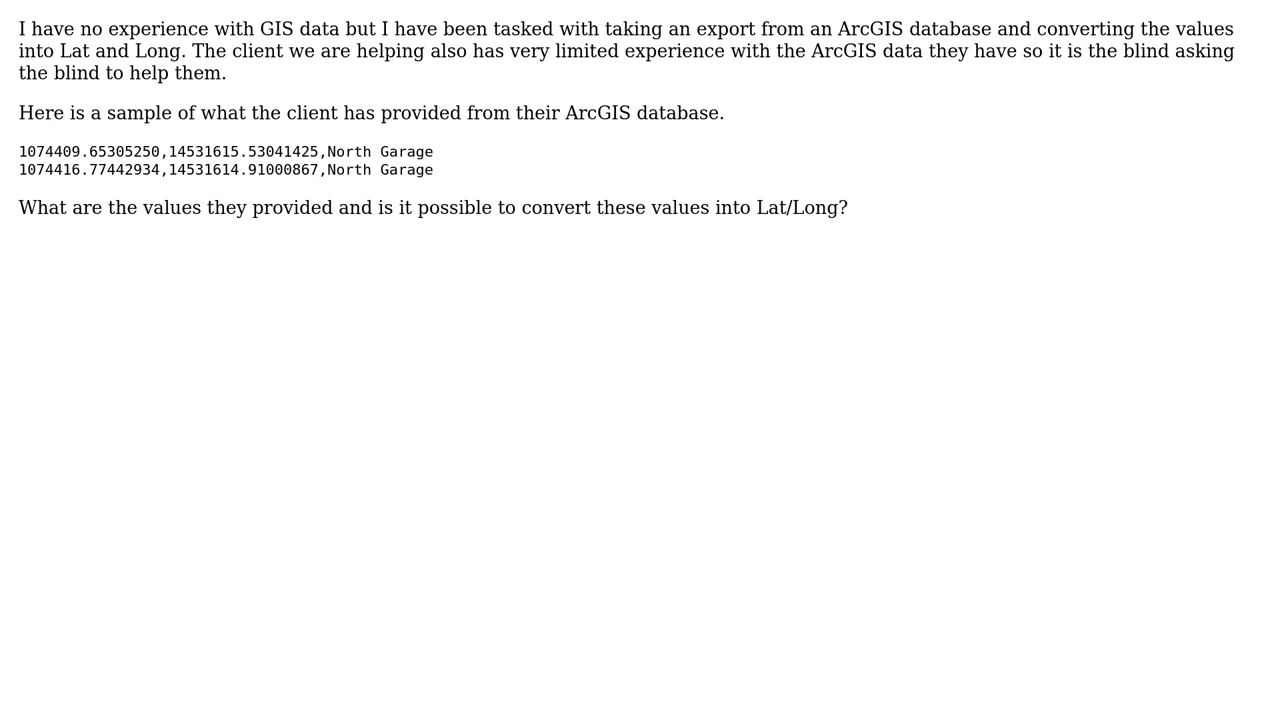 I have no experience with GIS data but I have been tasked with taking an export from an ArcGIS database and converting the values
into Lat and Long. The client we are helping also has very limited experience with the ArcGIS data they have so it is the blind asking
the blind to help them.
Here is a sample of what the client has provided from their ArcGIS database.
1074409.65305250,14531615.53041425,North Garage
1074416.77442934,14531614.91000867,North Garage
What are the values they provided and is it possible to convert these values into Lat/Long?